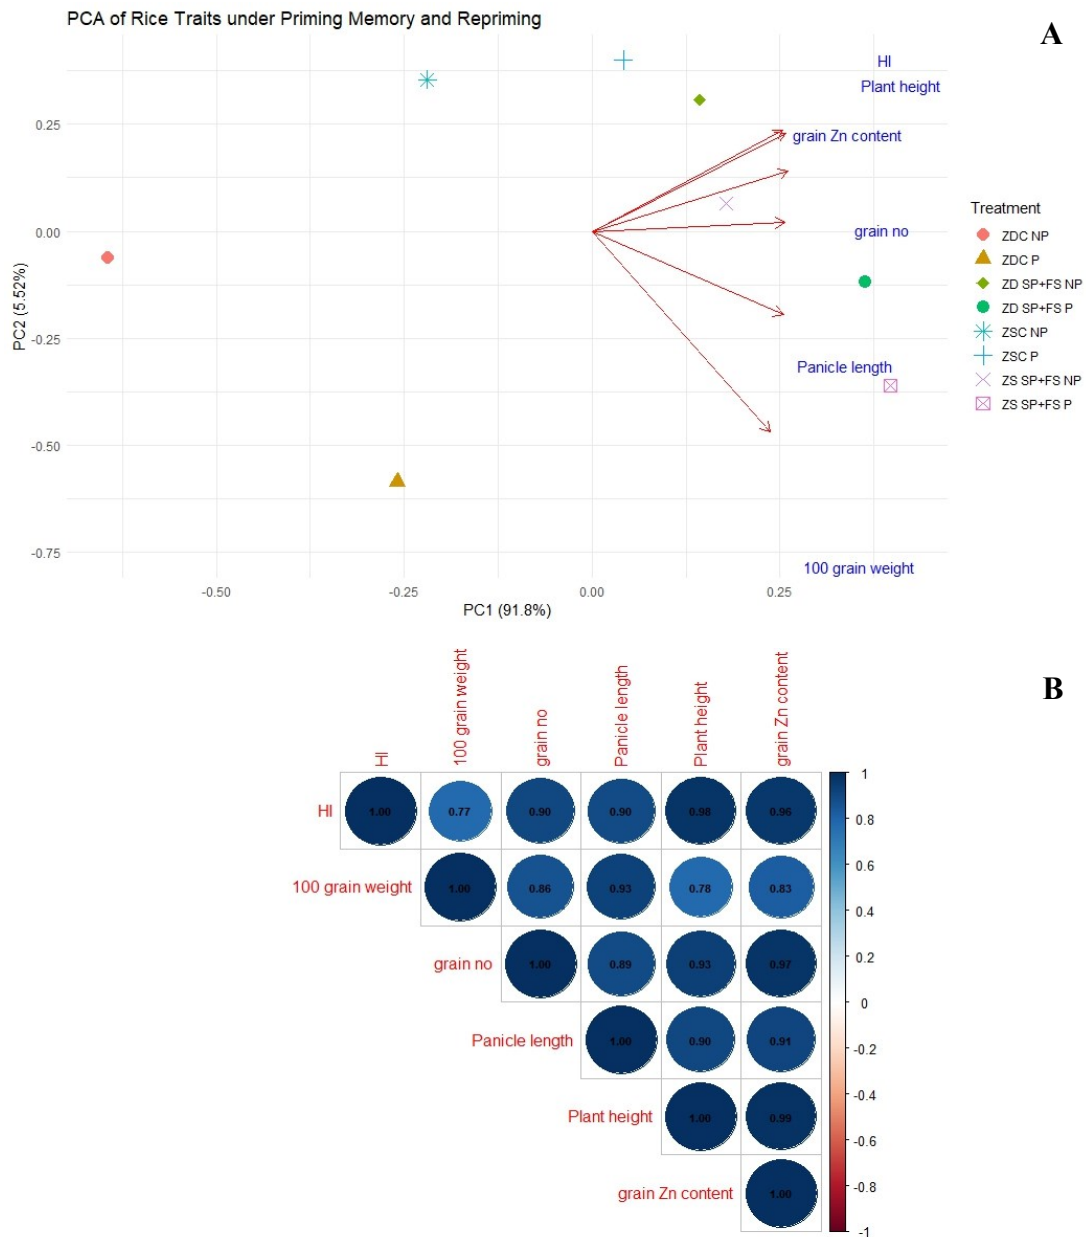 PCA of Rice Traits under Priming Memory and Repriming
A
HI
Plant height
0.25
grain Zn content
0.00
grain no
PC2 (5.52%)
-0.25
Panicle length
-0.50
-0.75
100 grain weight
-0.50
-0.25
0.00
0.25
PC1 (91.8%)
Treatment
ZDC NP
ZDC P
ZD SP+FS NP
ZD SP+FS P
ZSC NP
ZSC P
ZS SP+FS NP
ZS SP+FS P
B
HI
100 grain weight
grain no
Panicle length
Plant height
grain Zn content
HI 1.00 0.77 0.90 0.90 0.98 0.96
100 grain weight 1.00 0.86 0.93 0.78 0.83
grain no 1.00 0.89 0.93 0.97
Panicle length 1.00 0.90 0.91
Plant height 1.00 0.99
grain Zn content 1.00
1
0.8
0.6
0.4
0.2
0
-0.2
-0.4
-0.6
-0.8
-1